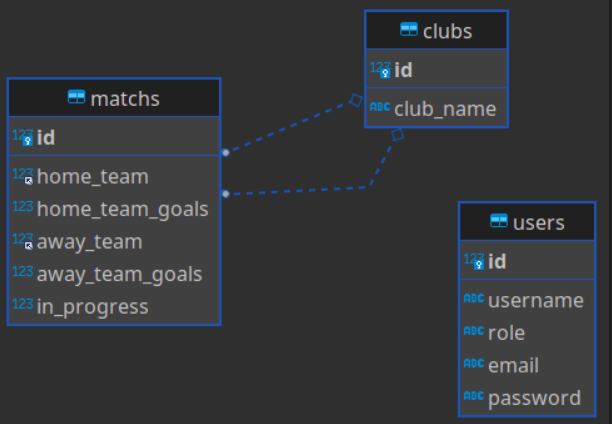 clubs
123 id
ABC club_name
matchs
123 id
123 home_team
123 home_team_goals
123 away_team
123 away_team_goals
123 in_progress
users
123 id
ABC username
ABC role
ABC email
ABC password